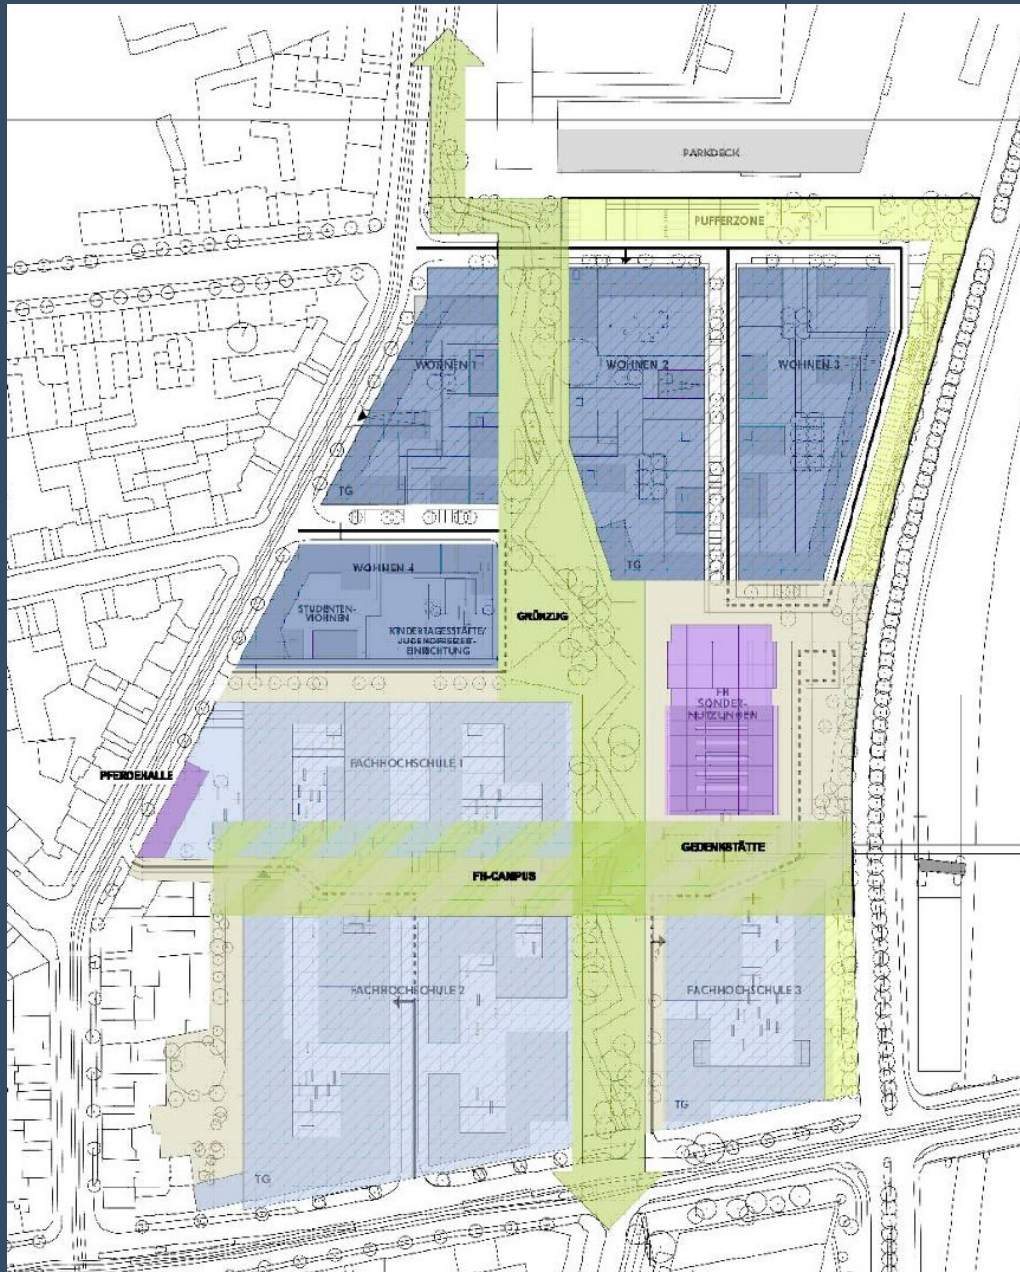 PARKDECK
PUFFERZONE
WOHNEN 1
WOHNEN 2
WOHNEN 3
TG
TG
WOHNEN 4
STUDENTEN-
WOHNEN
KINDERTAGESSTÄTTE/
JUGENDFREIZEIT-
EINRICHTUNG
GRÜNZUG
FH
SONDER-
NUTZUNGEN
FACHHOCHSCHULE 1
PFERDEHALLE
GEDENKSTÄTTE
FH-CAMPUS
FACHHOCHSCHULE 2
FACHHOCHSCHULE 3
TG
TG